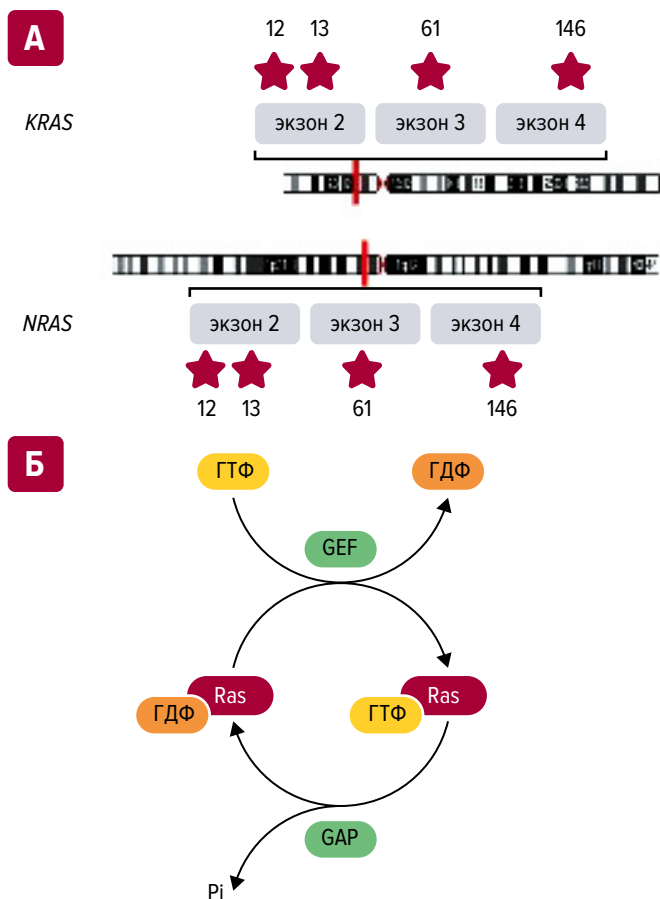 А
12 13 61 146
KRAS
экзон 2 экзон 3 экзон 4
NRAS
экзон 2 экзон 3 экзон 4
12 13 61 146
Б
ГТФ ГДФ
GEF
Ras Ras
ГДФ ГТФ
GAP
Pi